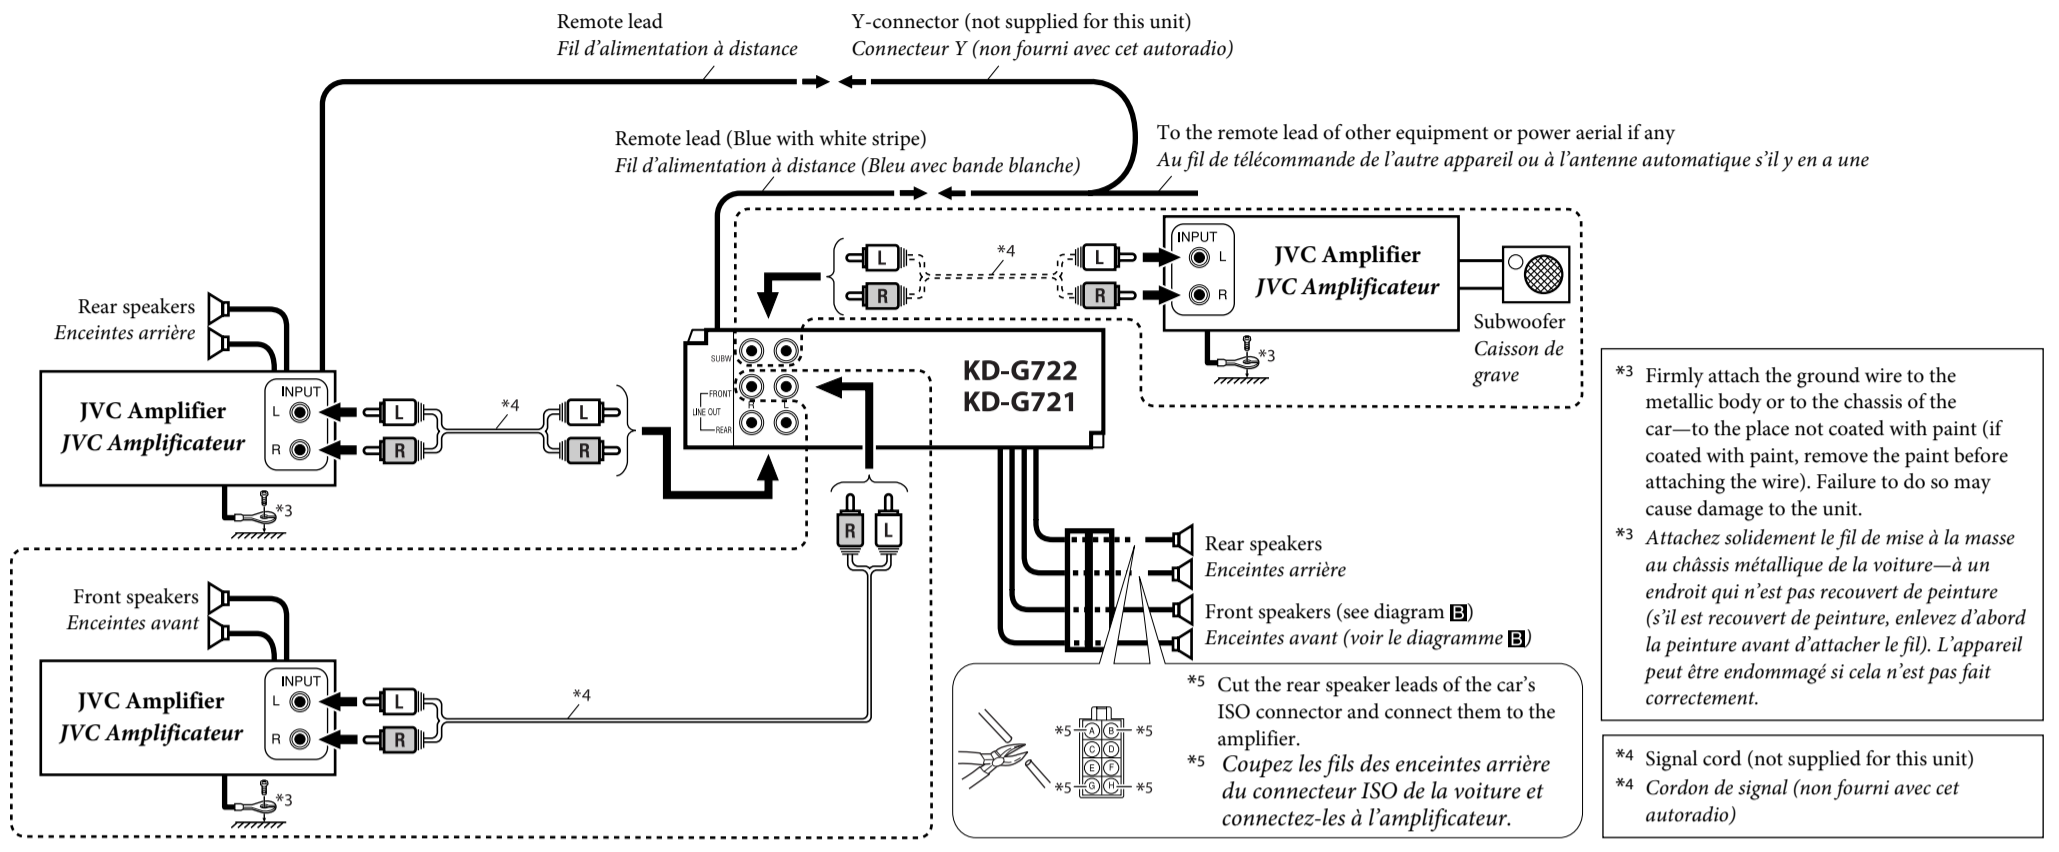 Remote lead
Fil d'alimentation à distance
Y-connector (not supplied for this unit)
Connecteur Y (non fourni avec cet autoradio)
Remote lead (Blue with white stripe)
Fil d'alimentation à distance (Bleu avec bande blanche)
To the remote lead of other equipment or power aerial if any
Au fil de télécommande de l'autre appareil ou à l'antenne automatique s'il y en a une
L
R
*4
L
R
INPUT
L
R
JVC Amplifier
JVC Amplificateur
Subwoofer
Caisson de
grave
*3
Rear speakers
Enceintes arrière
JVC Amplifier
JVC Amplificateur
INPUT
L
R
L
R
*4
L
R
*3
SUBW
FRONT
LINE OUT
REAR
R
L
KD-G722
KD-G721
R
L
Front speakers
Enceintes avant
JVC Amplifier
JVC Amplificateur
INPUT
L
R
L
R
*4
*3
Rear speakers
Enceintes arrière
Front speakers (see diagram B)
Enceintes avant (voir le diagramme B)
*5 Cut the rear speaker leads of the car's
ISO connector and connect them to the
amplifier.
*5 Coupez les fils des enceintes arrière
du connecteur ISO de la voiture et
connectez-les à l'amplificateur.
*5 A B *5
C D
E F
*5 G H *5
*3 Firmly attach the ground wire to the
metallic body or to the chassis of the
car—to the place not coated with paint (if
coated with paint, remove the paint before
attaching the wire). Failure to do so may
cause damage to the unit.
*3 Attachez solidement le fil de mise à la masse
au châssis métallique de la voiture—à un
endroit qui n'est pas recouvert de peinture
(s'il est recouvert de peinture, enlevez d'abord
la peinture avant d'attacher le fil). L'appareil
peut être endommagé si cela n'est pas fait
correctement.
*4 Signal cord (not supplied for this unit)
*4 Cordon de signal (non fourni avec cet
autoradio)